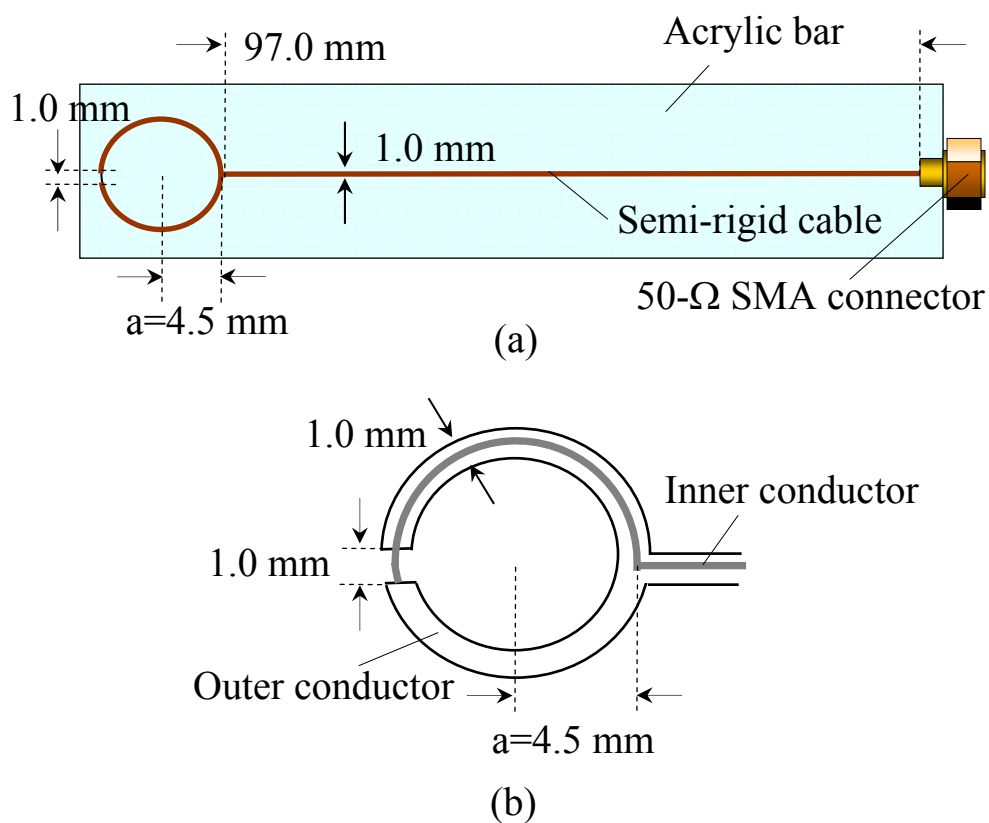 Acrylic bar
97.0 mm
1.0 mm
1.0 mm
Semi-rigid cable
50-Ω SMA connector
a=4.5 mm
(a)
1.0 mm
Inner conductor
1.0 mm
Outer conductor
a=4.5 mm
(b)